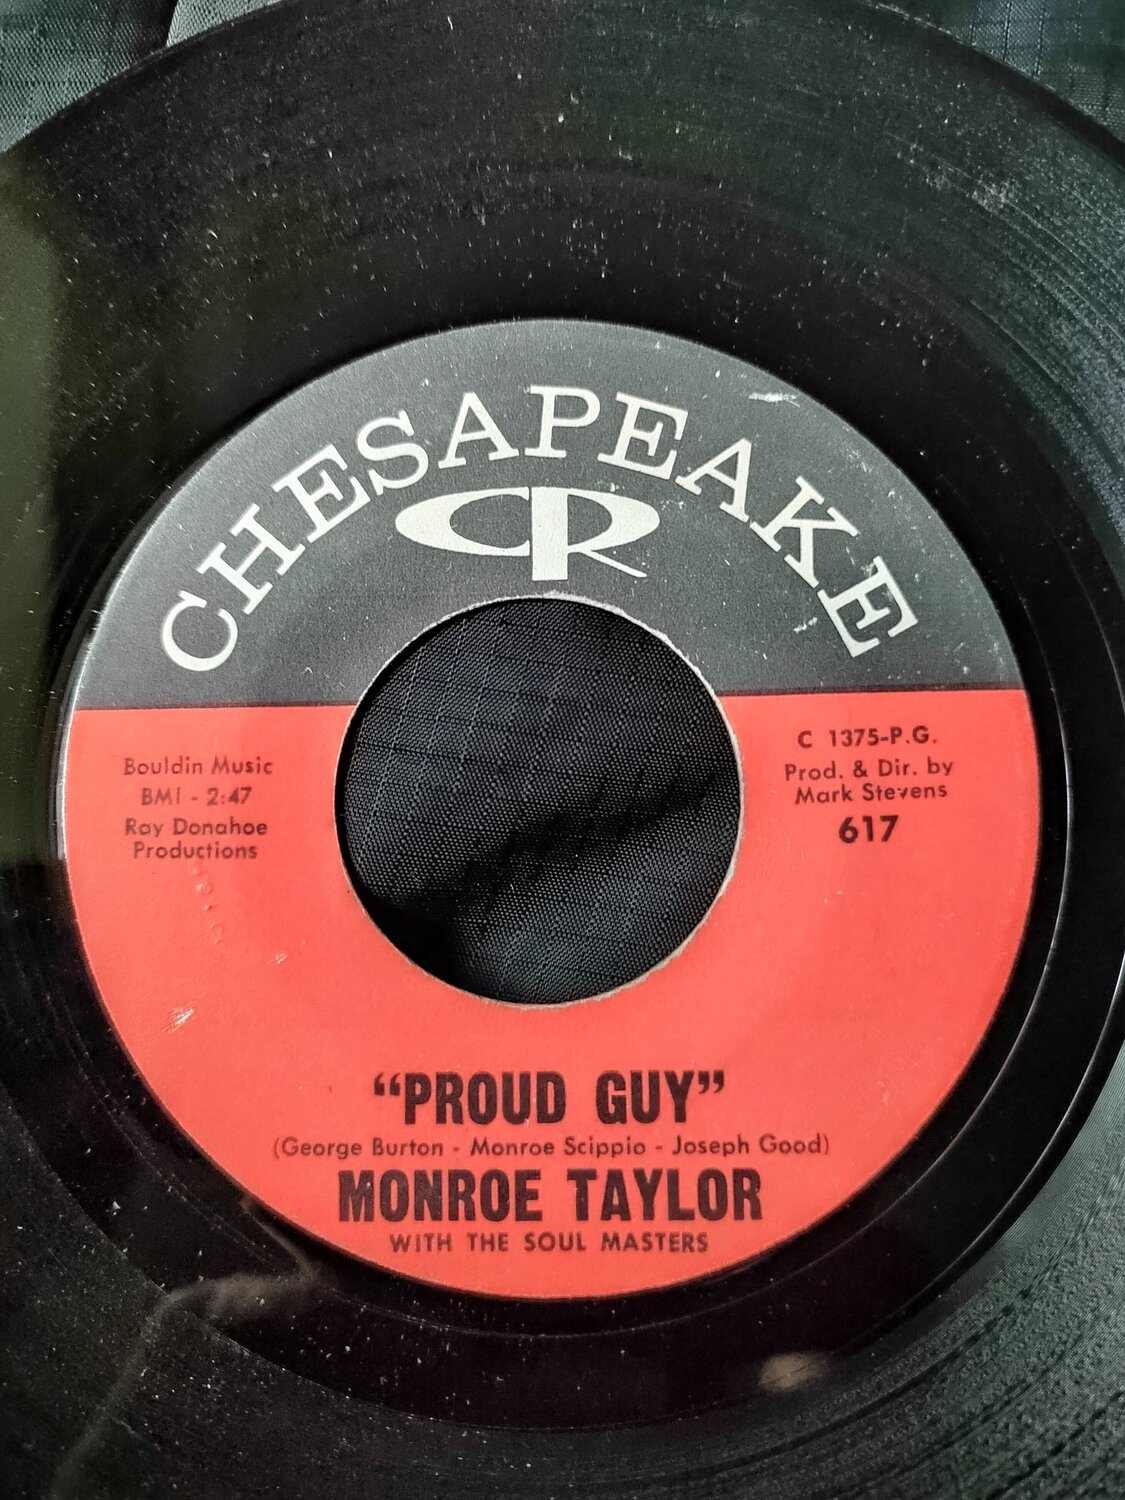 CHESAPEAKE
CR
Bouldin Music
BMI - 2:47
Ray Donahoe
Productions
C 1375-P.G.
Prod. & Dir. by
Mark Stevens
617
"PROUD GUY"
(George Burton - Monroe Scippio - Joseph Good)
MONROE TAYLOR
WITH THE SOUL MASTERS